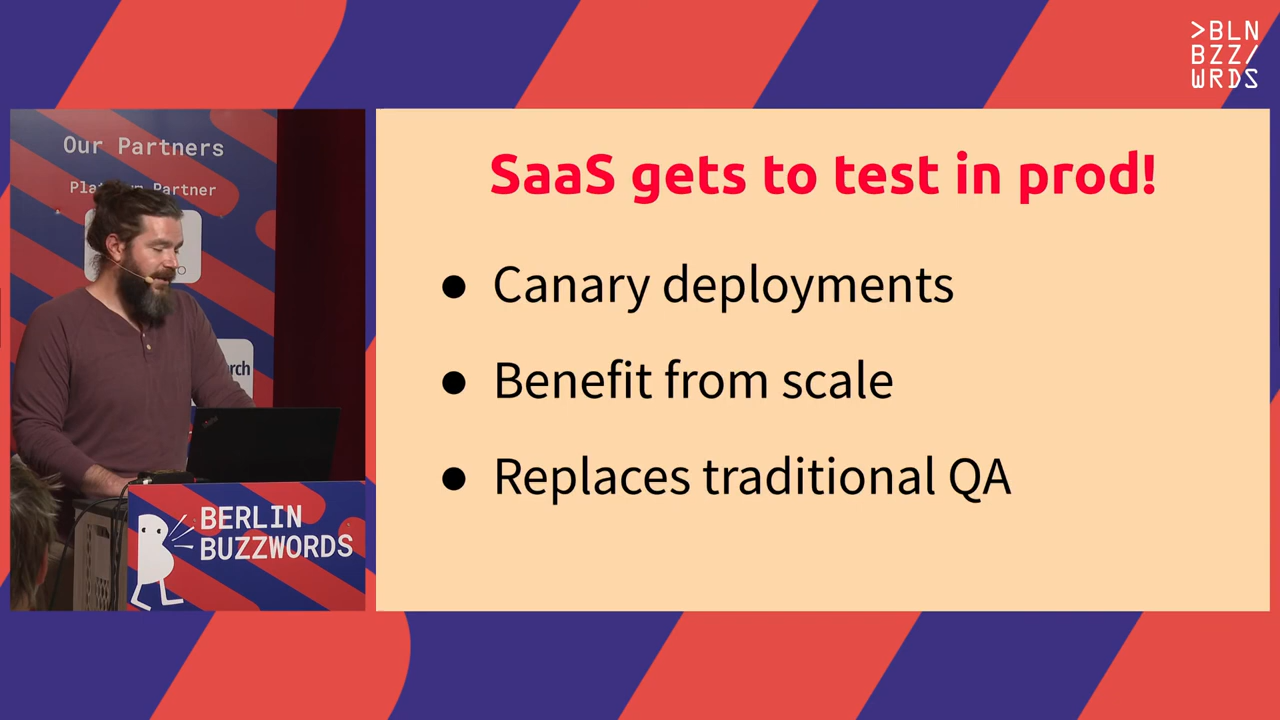 >BLN
BZZ/
WRDS
Our Partners
Partner
SaaS gets to test in prod!
● Canary deployments
● Benefit from scale
● Replaces traditional QA
BERLIN
BUZZWORDS